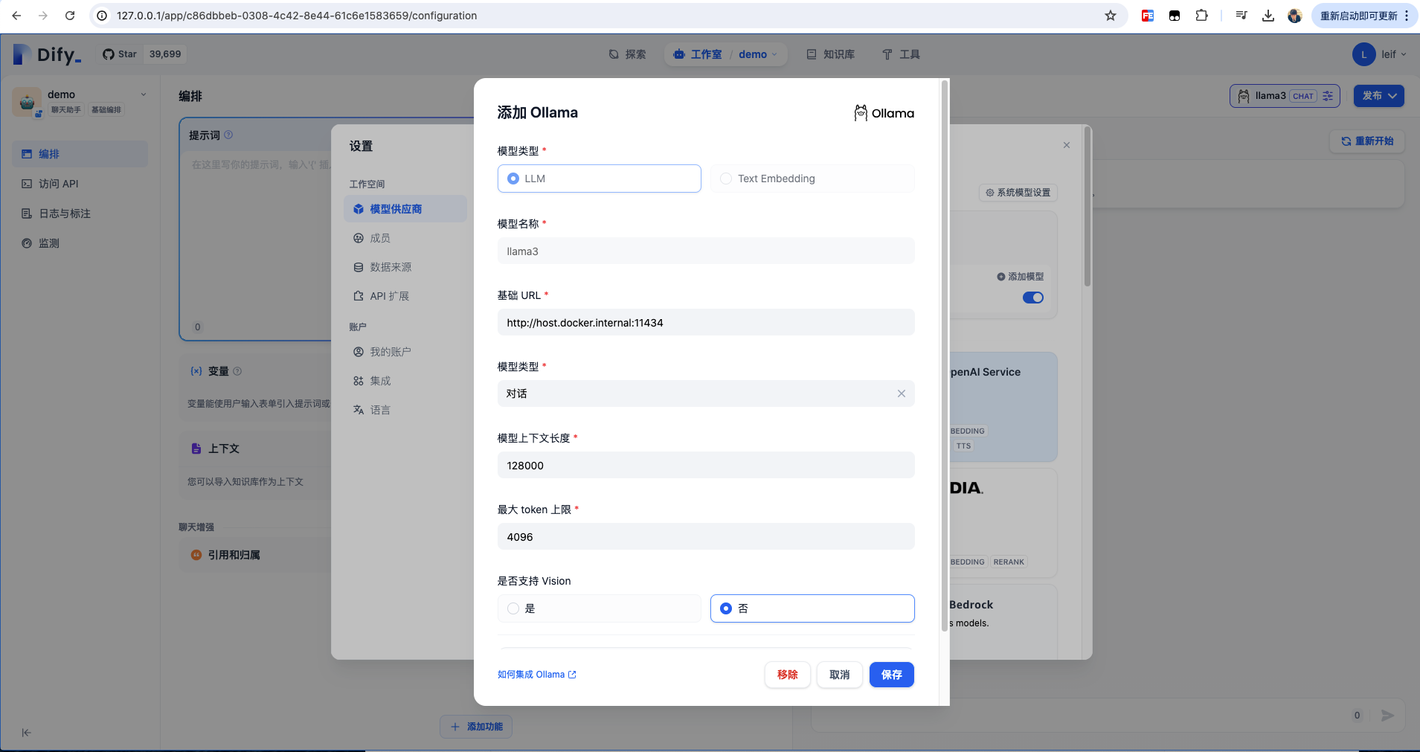 127.0.0.1/app/c86dbbeb-0308-4c42-8e44-61c6e1583659/configuration
重新启动即可更新
Dify_
Star 39,699
探索
工作室 / demo
知识库
工具
L leif
demo
聊天助手 基础编排
编排
访问 API
日志与标注
监测
编排
llama3 CHAT
发布
提示词
在这里写你的提示词，输入'{'
0
变量
变量能使用户输入表单引入提示词或
上下文
您可以导入知识库作为上下文
聊天增强
引用和归属
添加功能
重新开始
0
设置
工作空间
模型供应商
成员
数据来源
API 扩展
账户
我的账户
集成
语言
系统模型设置
添加模型
penAI Service
BEDDING
TTS
DIA.
BEDDING RERANK
Bedrock
s models.
添加 Ollama
Ollama
模型类型 *
LLM
Text Embedding
模型名称 *
llama3
基础 URL *
http://host.docker.internal:11434
模型类型 *
对话
模型上下文长度 *
128000
最大 token 上限 *
4096
是否支持 Vision
是
否
如何集成 Ollama
移除
取消
保存